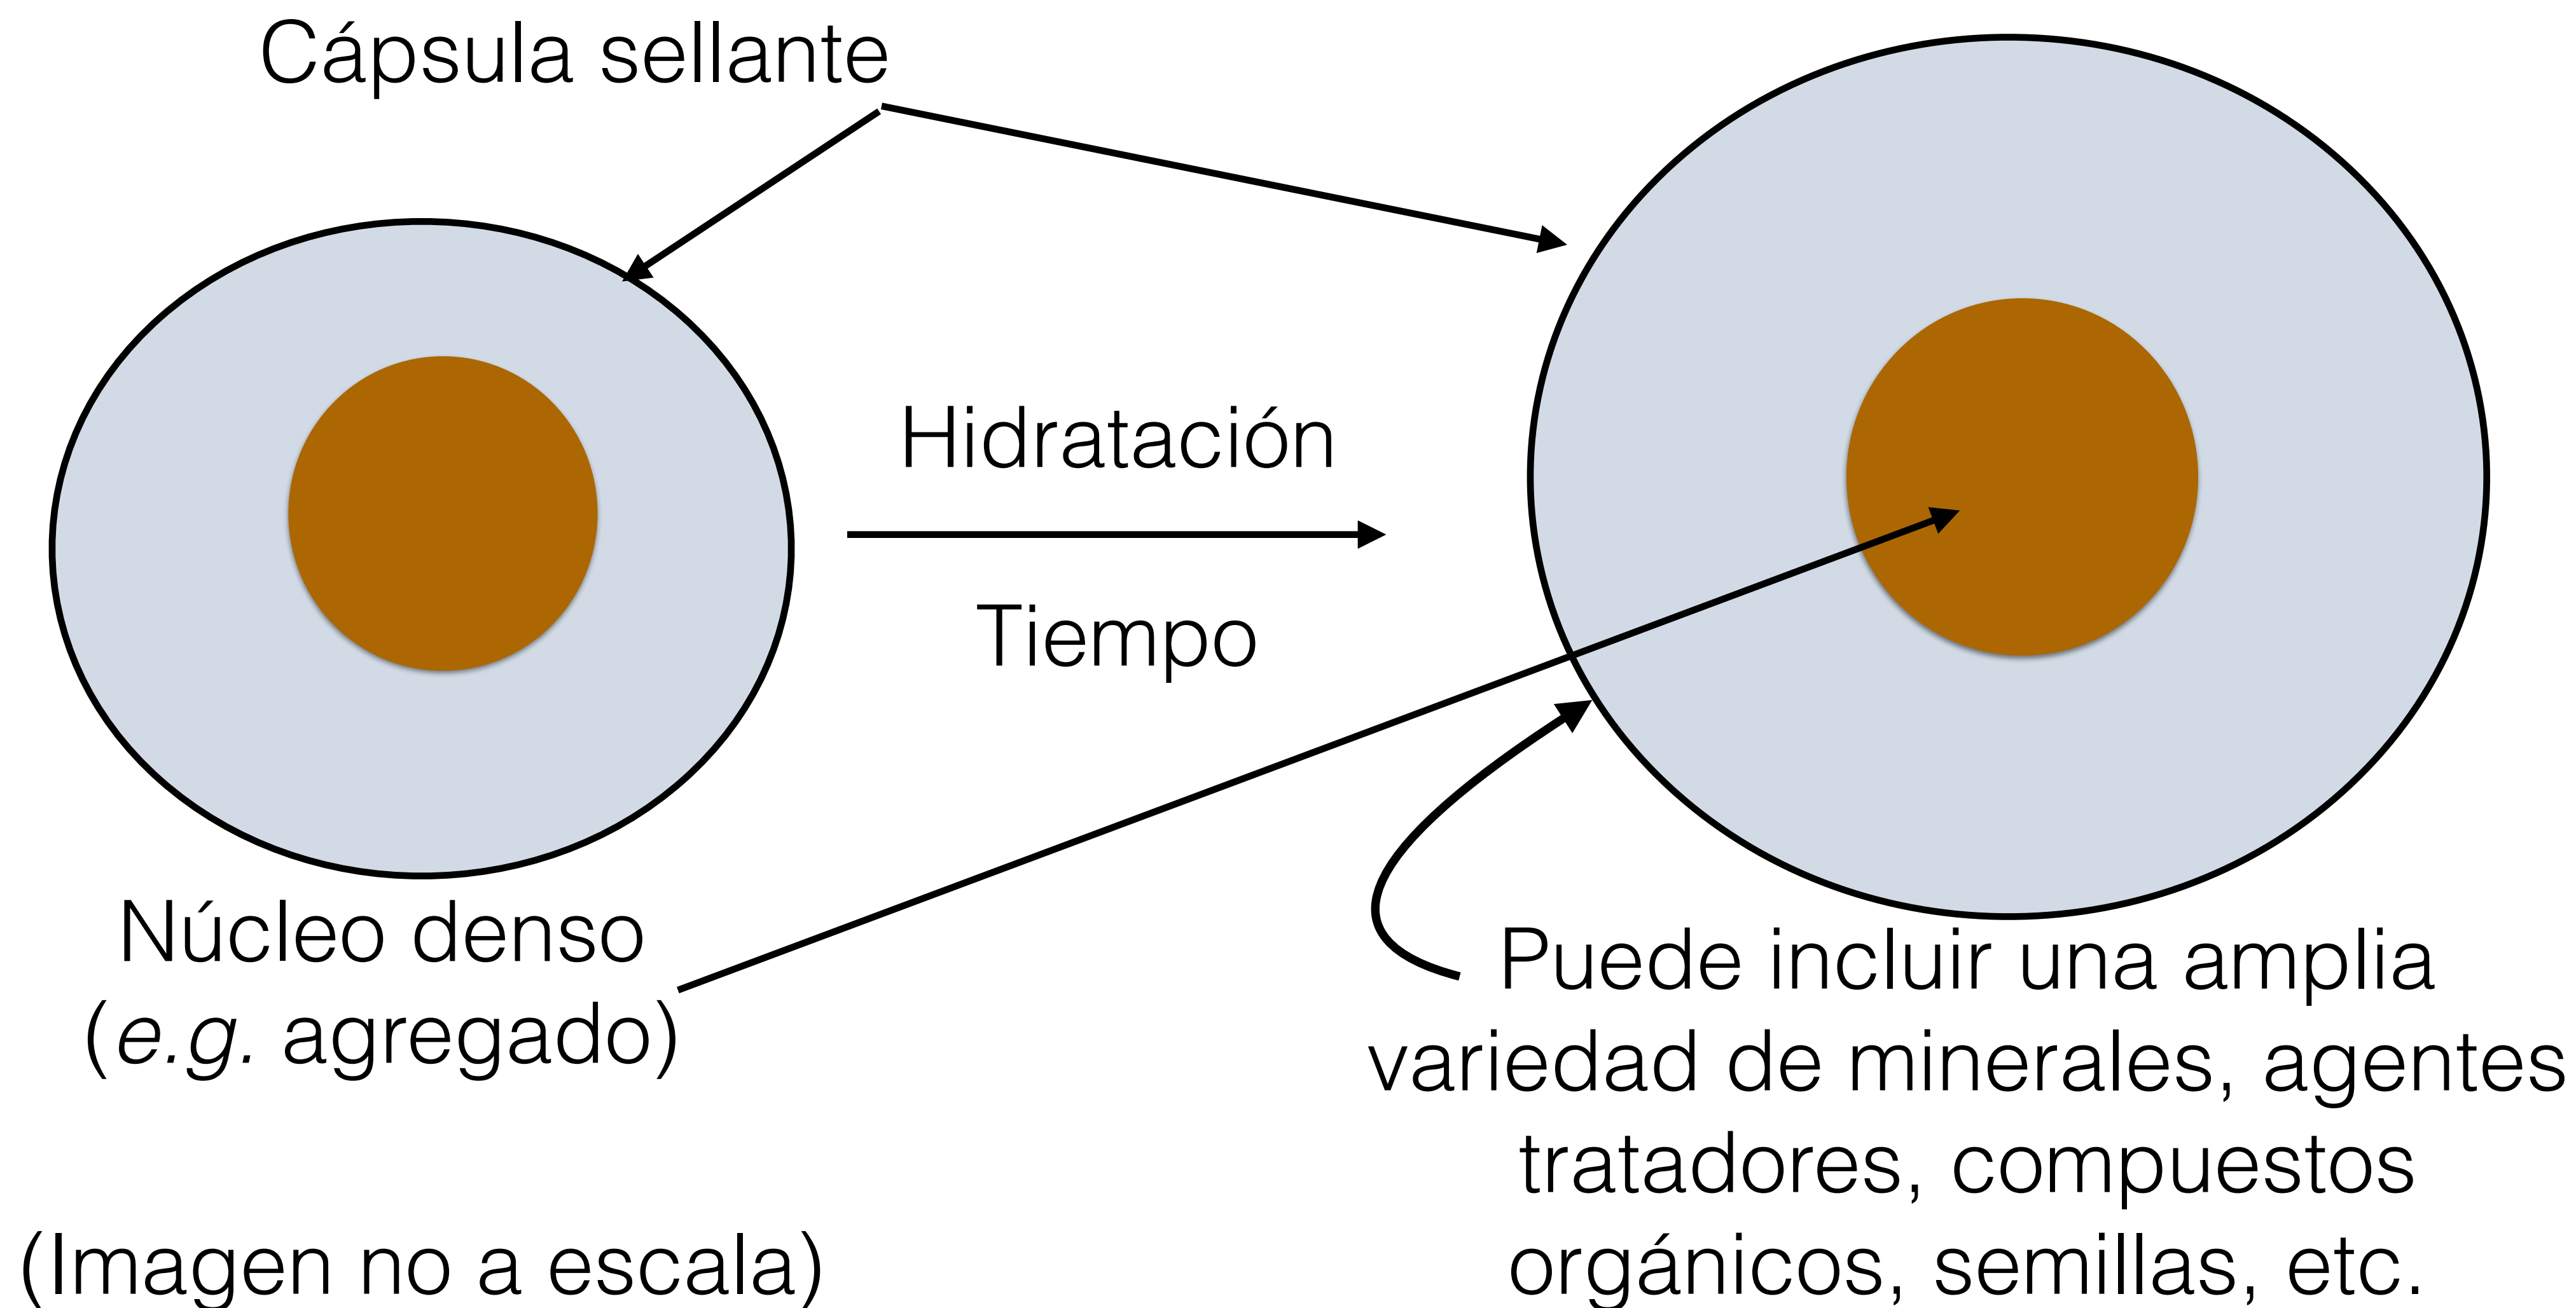 Cápsula sellante
Hidratación
Tiempo
Núcleo denso
(e.g. agregado)
Puede incluir una amplia
variedad de minerales, agentes
tratadores, compuestos
orgánicos, semillas, etc.
(Imagen no a escala)